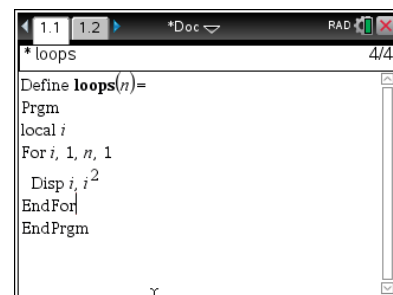 1.1 1.2 *Doc RAD
* loops 4/4
Define loops(n)=
Prgm
local i
For i, 1, n, 1
Disp i, i²
EndFor
EndPrgm